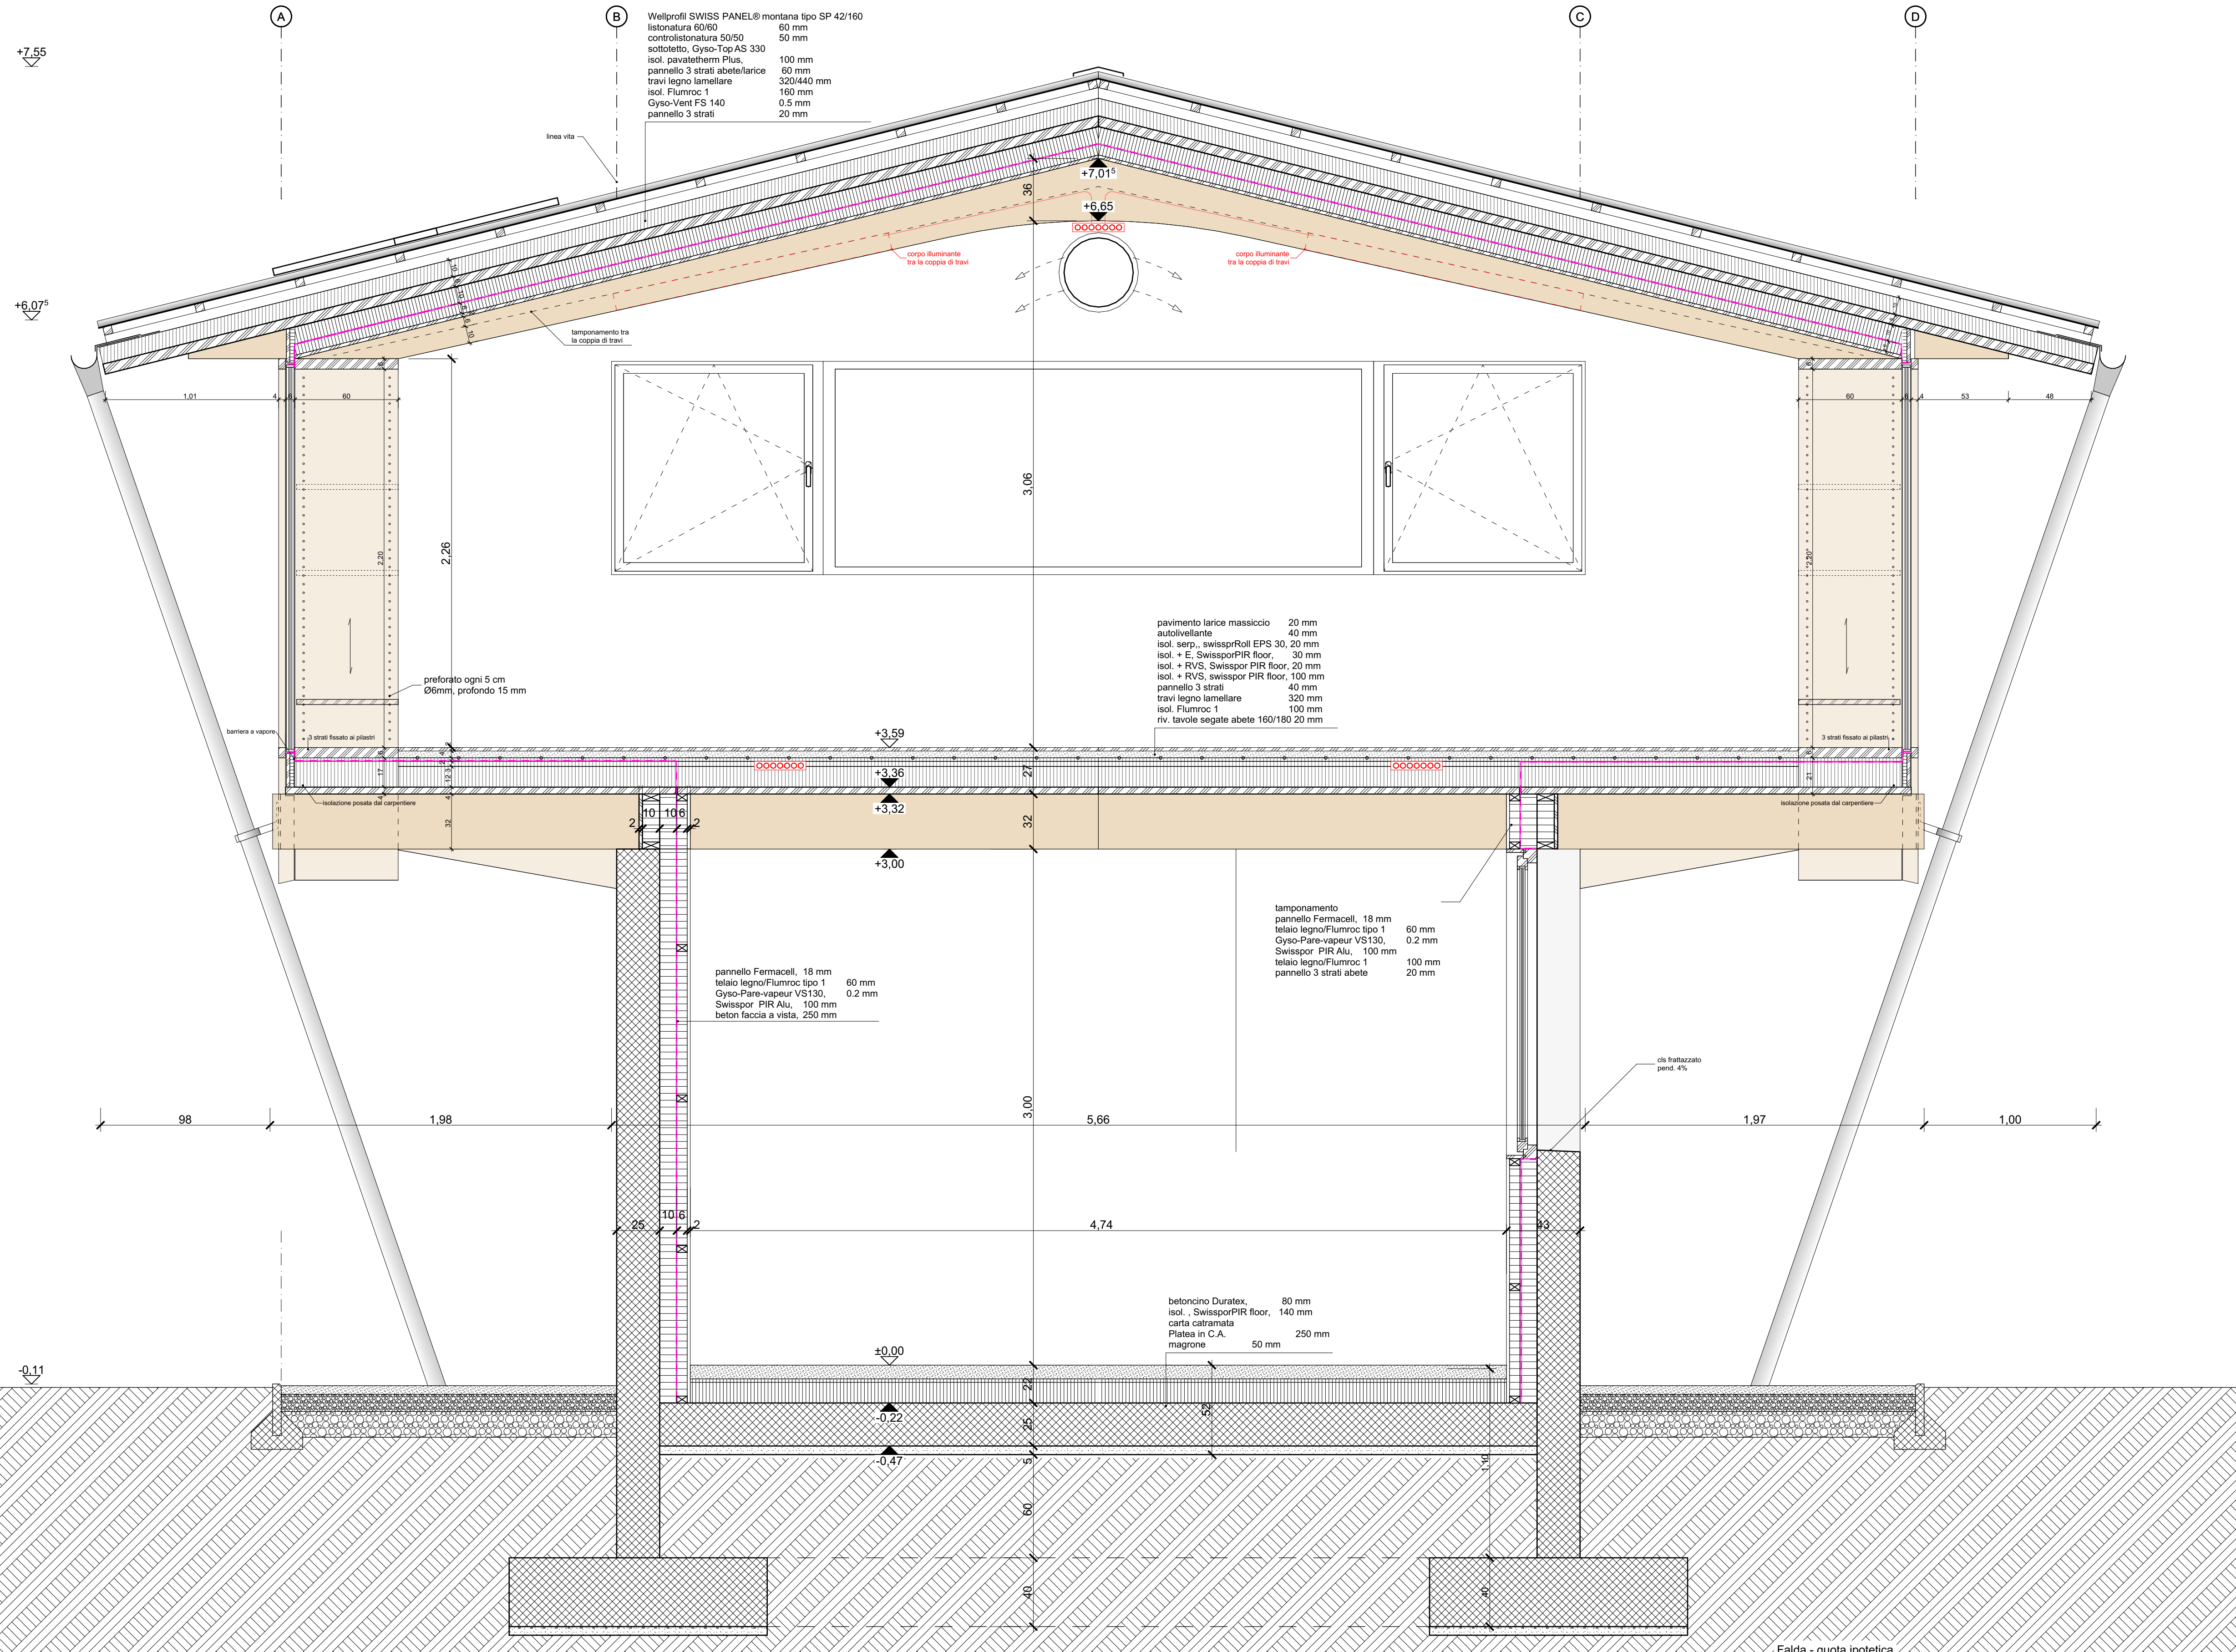 A
B
C
D
+7,55
Wellprofil SWISS PANEL® montana tipo SP 42/160
listonatura 60/60 60 mm
controlistonatura 50/50 50 mm
sottotetto, Gyso-Top AS 330
isol. pavatetherm Plus, 100 mm
pannello 3 strati abete/larice 60 mm
travi legno lamellare 320/440 mm
isol. Flumroc 1 160 mm
Gyso-Vent FS 140 0.5 mm
pannello 3 strati 20 mm
linea vita
36
+7,01⁵
+6,65
corpo illuminante
tra la coppia di travi
corpo illuminante
tra la coppia di travi
+6,07⁵
tamponamento tra
la coppia di travi
1,01
4
6
60
60
6
4
53
48
3,06
2,26
2,20
2,20⁵
pavimento larice massiccio 20 mm
autolivellante 40 mm
isol. serp,, swissprRoll EPS 30, 20 mm
isol. + E, SwissporPIR floor, 30 mm
isol. + RVS, Swisspor PIR floor, 20 mm
isol. + RVS, swisspor PIR floor, 100 mm
pannello 3 strati 40 mm
travi legno lamellare 320 mm
isol. Flumroc 1 100 mm
riv. tavole segate abete 160/180 20 mm
preforato ogni 5 cm
Ø6mm, profondo 15 mm
barriera a vapore
3 strati fissato ai pilastri
3 strati fissato ai pilastri
+3,59
+3,36
+3,32
27
17
21
isolazione posata dal carpentiere
isolazione posata dal carpentiere
32
32
2
10
10
6
2
+3,00
tamponamento
pannello Fermacell, 18 mm
telaio legno/Flumroc tipo 1 60 mm
Gyso-Pare-vapeur VS130, 0.2 mm
Swisspor PIR Alu, 100 mm
telaio legno/Flumroc 1 100 mm
pannello 3 strati abete 20 mm
pannello Fermacell, 18 mm
telaio legno/Flumroc tipo 1 60 mm
Gyso-Pare-vapeur VS130, 0.2 mm
Swisspor PIR Alu, 100 mm
beton faccia a vista, 250 mm
cls frattazzato
pend. 4%
3,00
98
1,98
5,66
1,97
1,00
25
10
6
2
4,74
43
betoncino Duratex, 80 mm
isol. , SwissporPIR floor, 140 mm
carta catramata
Platea in C.A. 250 mm
magrone 50 mm
±0,00
-0,11
22
-0,22
52
25
-0,47
5
1,10
60
40
40
Falda - quota ipotetica